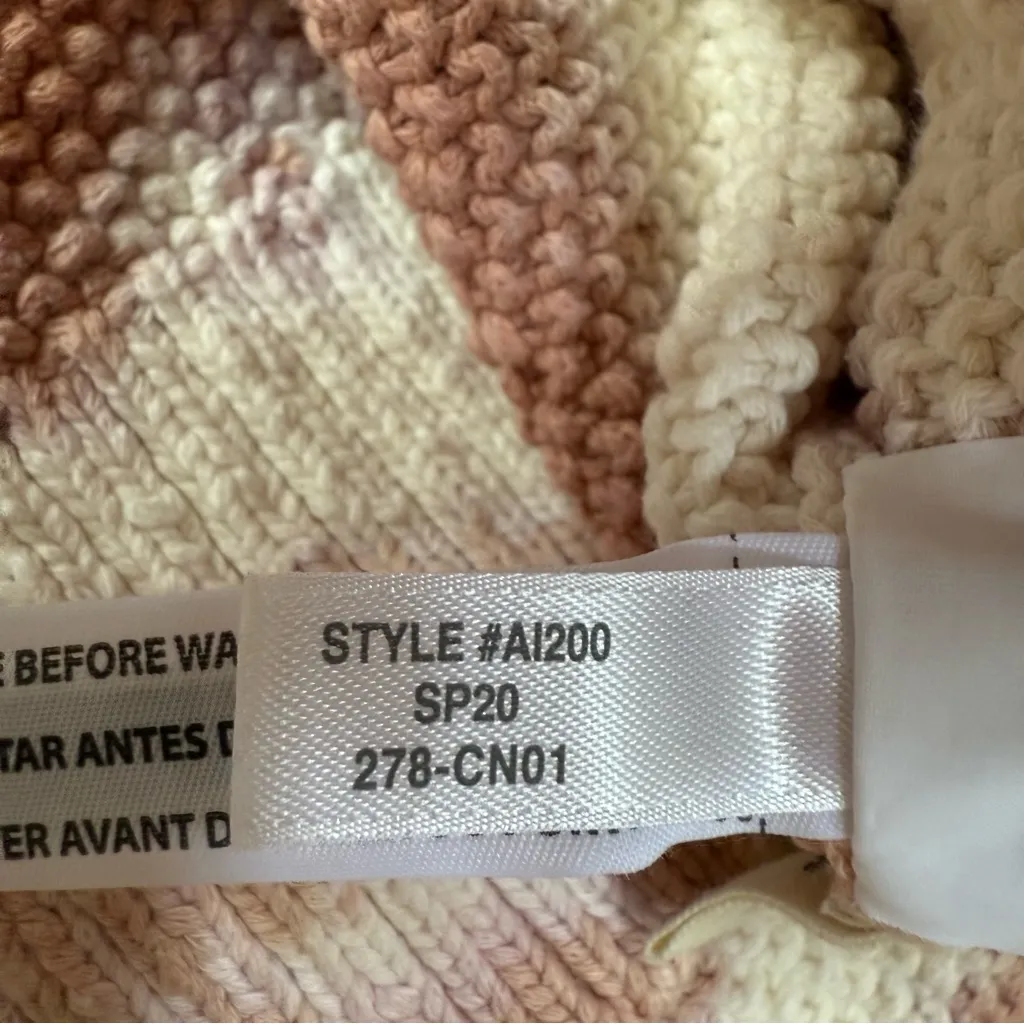 BEFORE WA
TAR ANTES D
ER AVANT D
STYLE #AI200
SP20
278-CN01